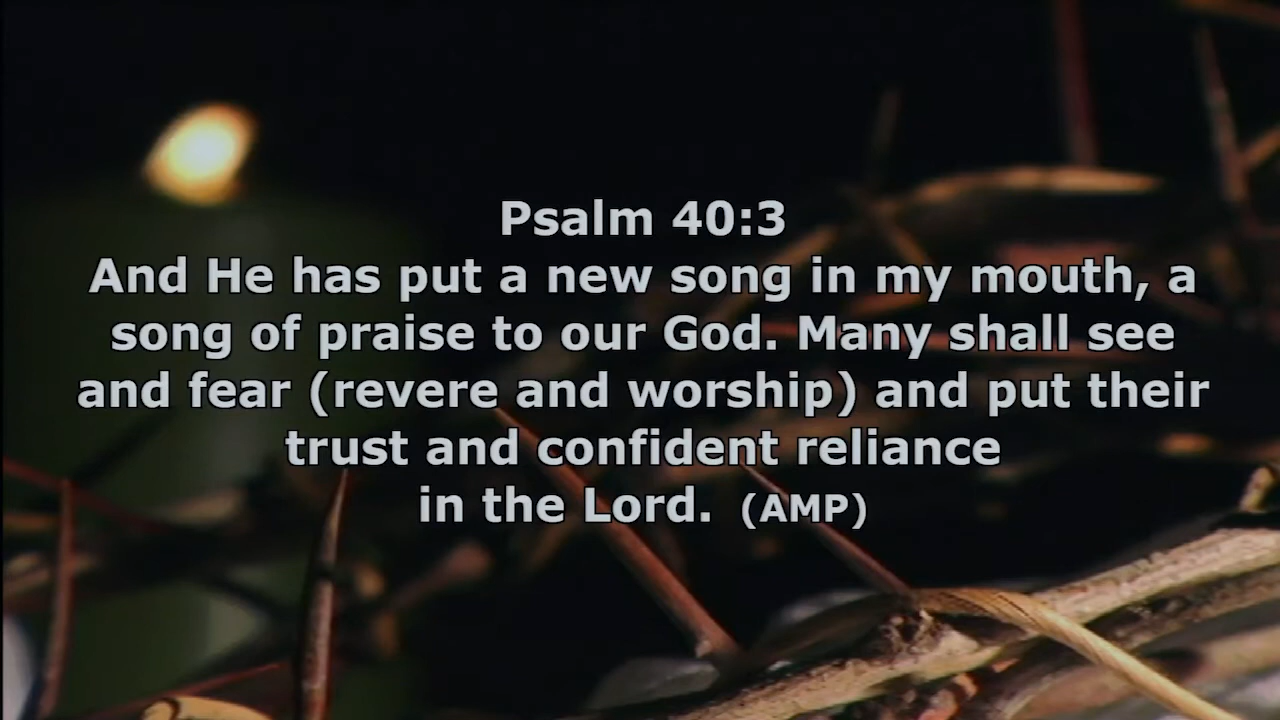 Psalm 40:3
And He has put a new song in my mouth, a
song of praise to our God. Many shall see
and fear (revere and worship) and put their
trust and confident reliance
in the Lord. (AMP)